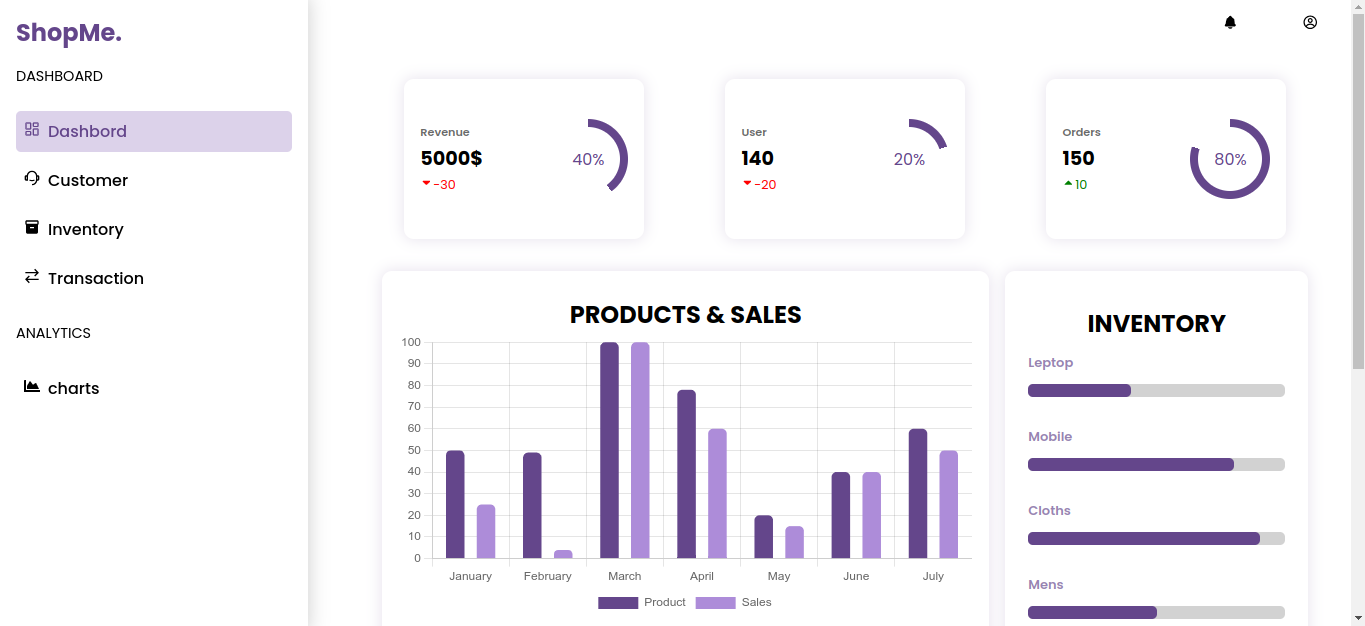 ShopMe.
DASHBOARD
Dashbord
Customer
Inventory
Transaction
ANALYTICS
charts
Revenue
5000$
-30
40%
User
140
-20
20%
Orders
150
10
80%
PRODUCTS & SALES
100
90
80
70
60
50
40
30
20
10
0
January February March April May June July
Product Sales
INVENTORY
Leptop
Mobile
Cloths
Mens